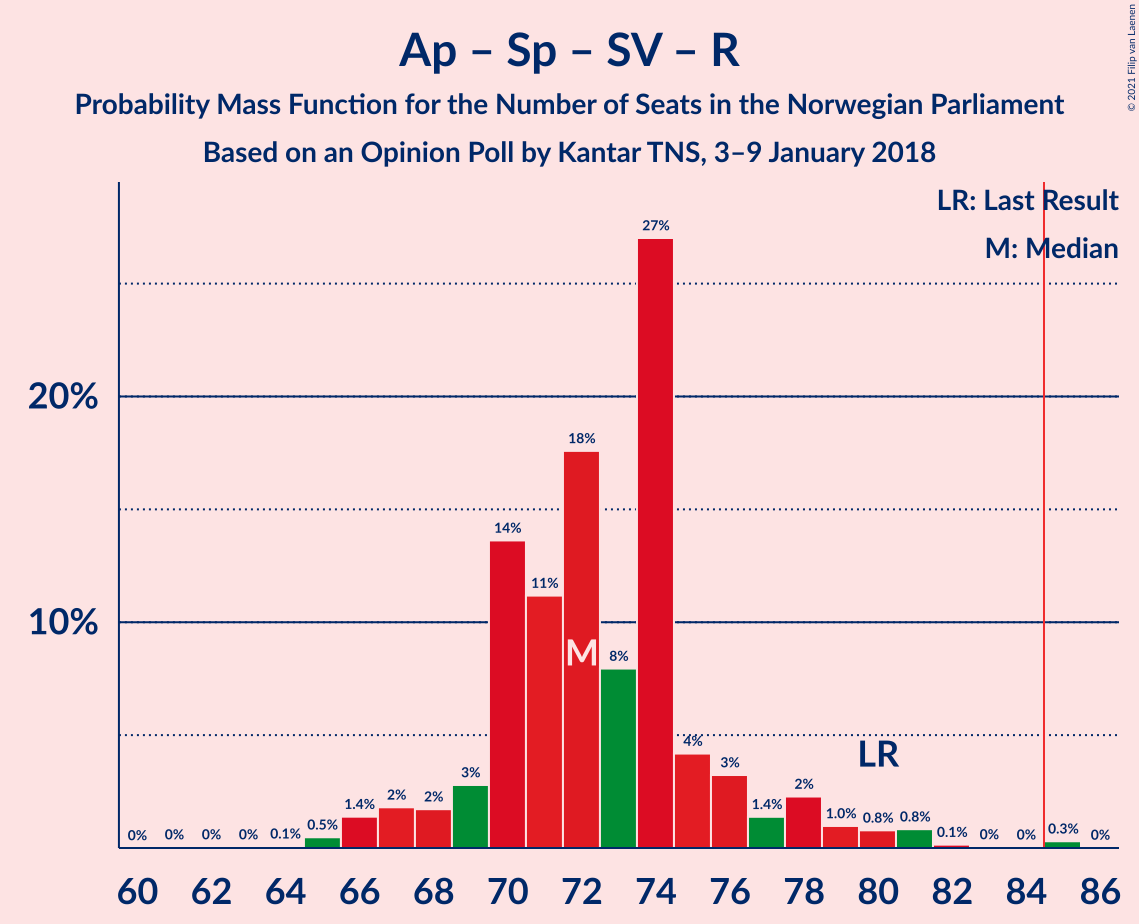 Ap – Sp – SV – R
Probability Mass Function for the Number of Seats in the Norwegian Parliament
Based on an Opinion Poll by Kantar TNS, 3–9 January 2018
© 2021 Filip van Laenen
LR: Last Result
M: Median
20%
10%
0% 0% 0% 0% 0.1% 0.5% 1.4% 2% 2% 3% 14% 11% 18% 8% 27% 4% 3% 1.4% 2% 1.0% 0.8% 0.8% 0.1% 0% 0% 0.3% 0%
M
LR
60 62 64 66 68 70 72 74 76 78 80 82 84 86